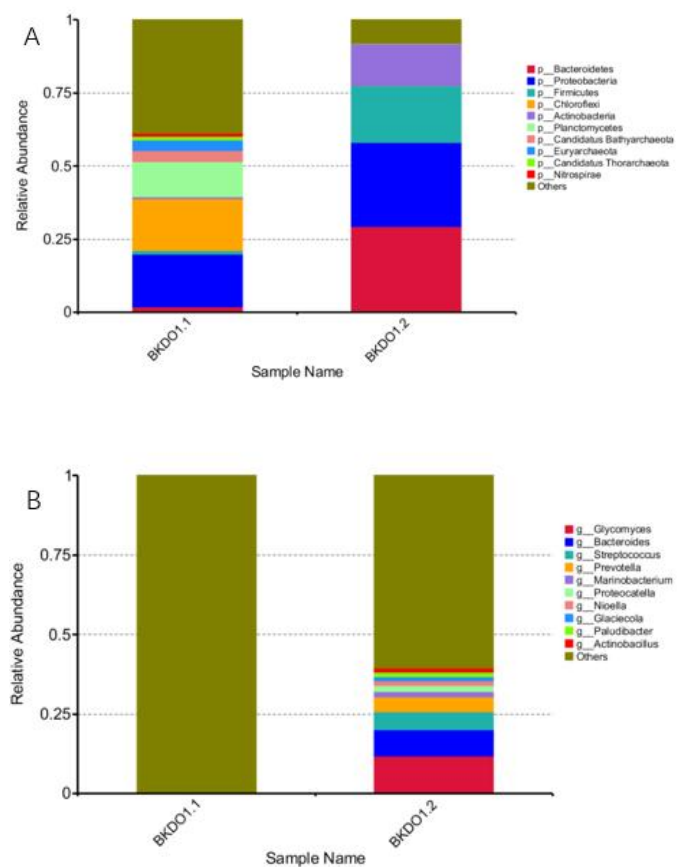 A
Relative Abundance
1
0.75
0.5
0.25
0
BKDO1.1
BKDO1.2
Sample Name
p__Bacteroidetes
p__Proteobacteria
p__Firmicutes
p__Chloroflexi
p__Actinobacteria
p__Planctomycetes
p__Candidatus Bathyarchaeota
p__Euryarchaeota
p__Candidatus Thorarchaeota
p__Nitrospirae
Others
B
Relative Abundance
1
0.75
0.5
0.25
0
BKDO1.1
BKDO1.2
Sample Name
g__Glycomyces
g__Bacteroides
g__Streptococcus
g__Prevotella
g__Marinobacterium
g__Proteocatella
g__Nioella
g__Glaciecola
g__Paludibacter
g__Actinobacillus
Others